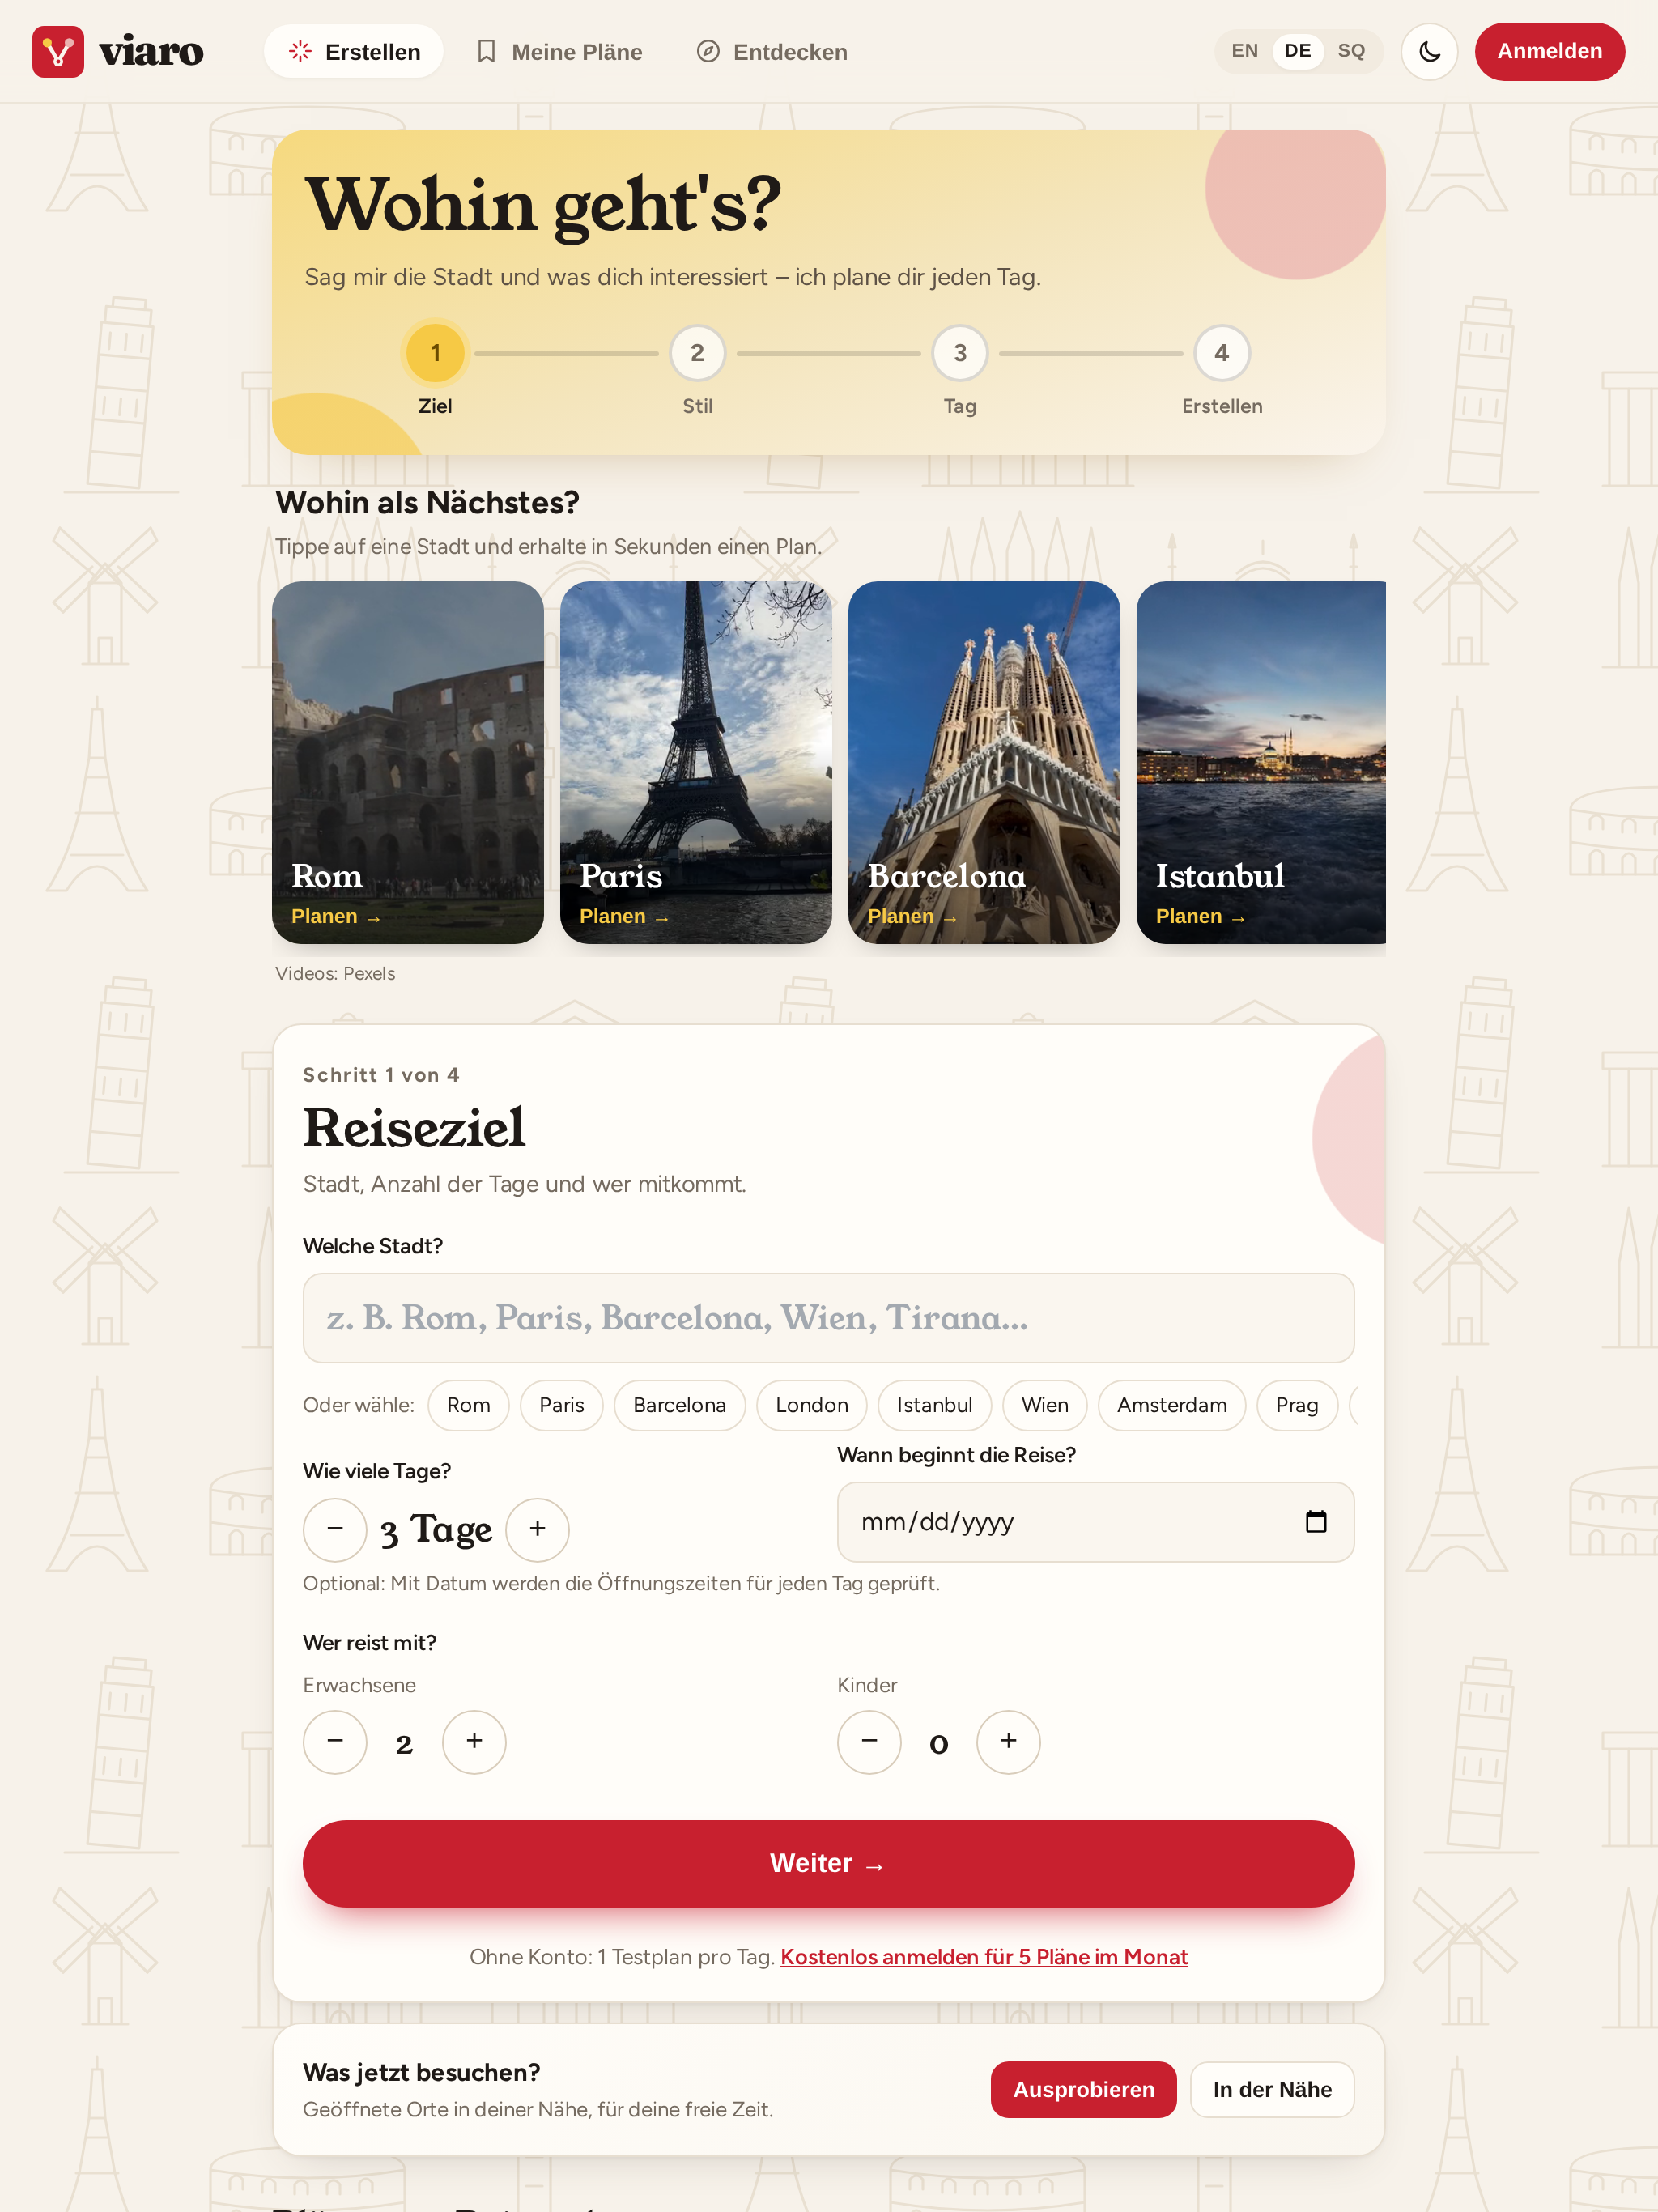 viaro
Erstellen
Meine Pläne
Entdecken
EN DE SQ
Anmelden
Wohin geht's?
Sag mir die Stadt und was dich interessiert – ich plane dir jeden Tag.
1 2 3 4
Ziel Stil Tag Erstellen
Wohin als Nächstes?
Tippe auf eine Stadt und erhalte in Sekunden einen Plan.
Rom
Planen →
Paris
Planen →
Barcelona
Planen →
Istanbul
Planen →
Videos: Pexels
Schritt 1 von 4
Reiseziel
Stadt, Anzahl der Tage und wer mitkommt.
Welche Stadt?
z. B. Rom, Paris, Barcelona, Wien, Tirana...
Oder wähle: Rom Paris Barcelona London Istanbul Wien Amsterdam Prag
Wie viele Tage?
− 3 Tage +
Wann beginnt die Reise?
mm/dd/yyyy
Optional: Mit Datum werden die Öffnungszeiten für jeden Tag geprüft.
Wer reist mit?
Erwachsene
− 2 +
Kinder
− 0 +
Weiter →
Ohne Konto: 1 Testplan pro Tag. Kostenlos anmelden für 5 Pläne im Monat
Was jetzt besuchen?
Geöffnete Orte in deiner Nähe, für deine freie Zeit.
Ausprobieren
In der Nähe